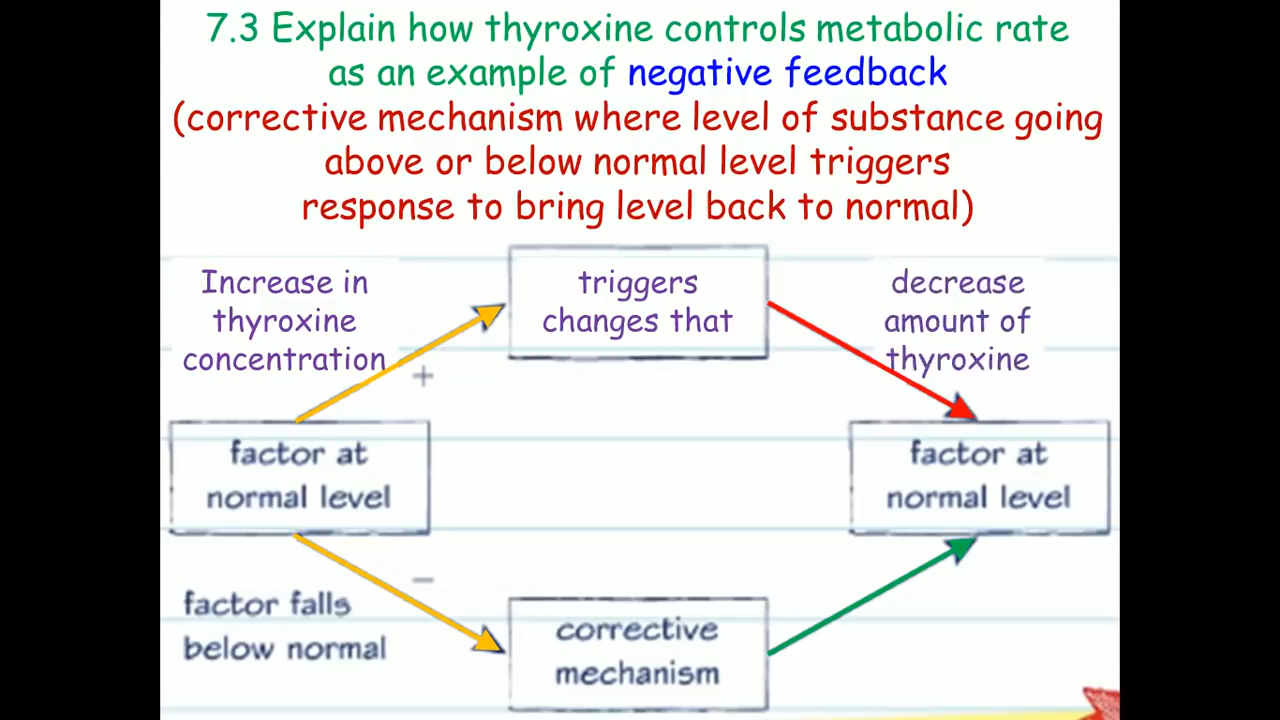 7.3 Explain how thyroxine controls metabolic rate
as an example of negative feedback
(corrective mechanism where level of substance going
above or below normal level triggers
response to bring level back to normal)
Increase in
thyroxine
concentration
+
triggers
changes that
decrease
amount of
thyroxine
factor at
normal level
factor at
normal level
factor falls
below normal
−
corrective
mechanism